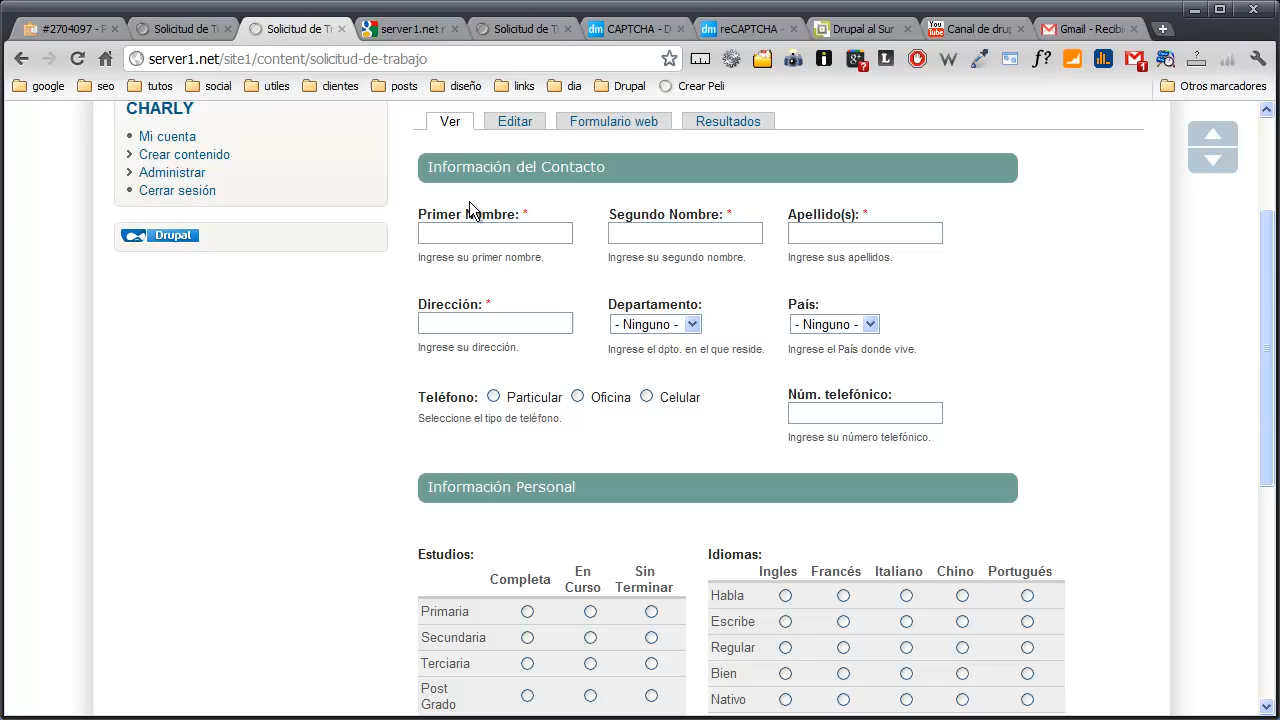 #2704097 - F
Solicitud de Ti
Solicitud de Tr
server1.net r
Solicitud de Ti
CAPTCHA - D
reCAPTCHA -
Drupal al Sur
Canal de drup
Gmail - Recibi
server1.net/site1/content/solicitud-de-trabajo
google seo tutos social utiles clientes posts diseño links dia Drupal Crear Peli Otros marcadores
CHARLY
Mi cuenta
Crear contenido
Administrar
Cerrar sesión
Drupal
Ver Editar Formulario web Resultados
Información del Contacto
Primer Nombre: * Segundo Nombre: * Apellido(s): *
Ingrese su primer nombre. Ingrese su segundo nombre. Ingrese sus apellidos.
Dirección: * Departamento: País:
- Ninguno - - Ninguno -
Ingrese su dirección. Ingrese el dpto. en el que reside. Ingrese el País donde vive.
Teléfono: Particular Oficina Celular Núm. telefónico:
Seleccione el tipo de teléfono.
Ingrese su número telefónico.
Información Personal
Estudios:
Completa En Curso Sin Terminar
Primaria
Secundaria
Terciaria
Post
Grado
Idiomas:
Ingles Francés Italiano Chino Portugués
Habla
Escribe
Regular
Bien
Nativo